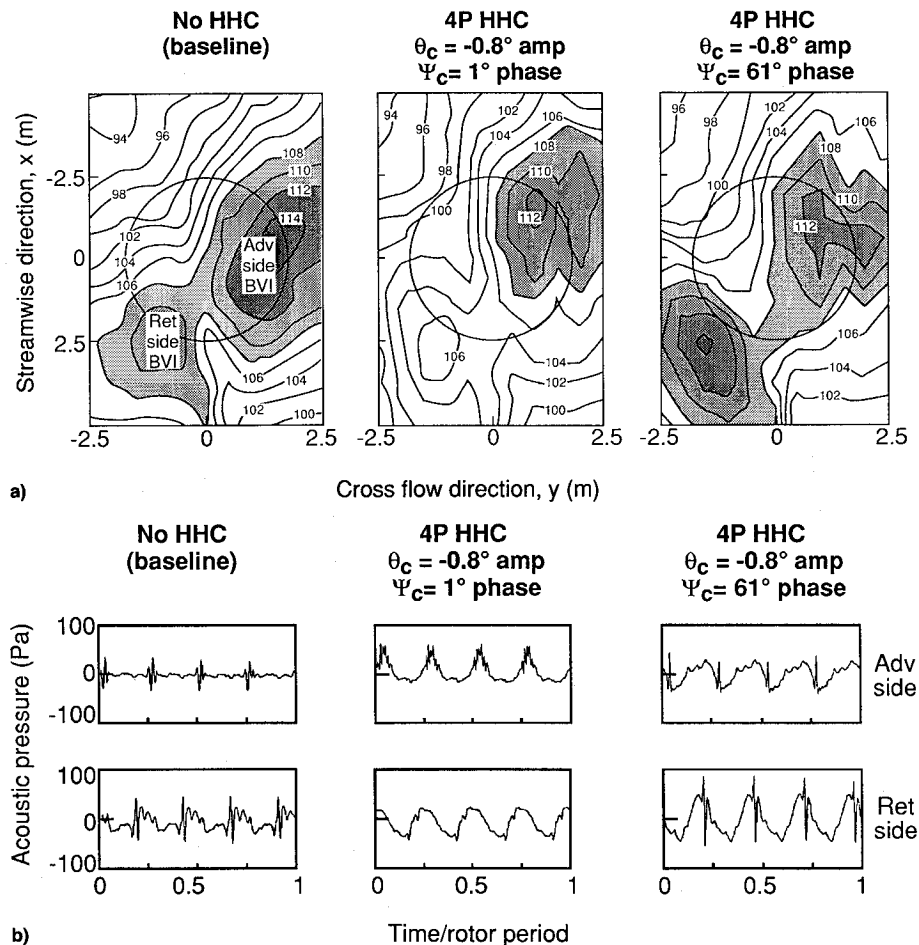 No HHC
(baseline)
4P HHC
θc = -0.8° amp
Ψc= 1° phase
4P HHC
θc = -0.8° amp
Ψc= 61° phase
Streamwise direction, x (m)
-2.5
0
2.5
94
96
98
102
104
106
108
110
112
114
Adv
side
BVI
Ret
side
BVI
106
104
102
100
94
96
98
100
102
104
106
108
110
112
106
104
102
100
96
98
100
102
104
106
108
110
112
-2.5
0
2.5
-2.5
0
2.5
-2.5
0
2.5
a)
Cross flow direction, y (m)
No HHC
(baseline)
4P HHC
θc = -0.8° amp
Ψc= 1° phase
4P HHC
θc = -0.8° amp
Ψc= 61° phase
Acoustic pressure (Pa)
100
0
-100
Adv
side
100
0
-100
Ret
side
0
0.5
1
0
0.5
1
0
0.5
1
b)
Time/rotor period